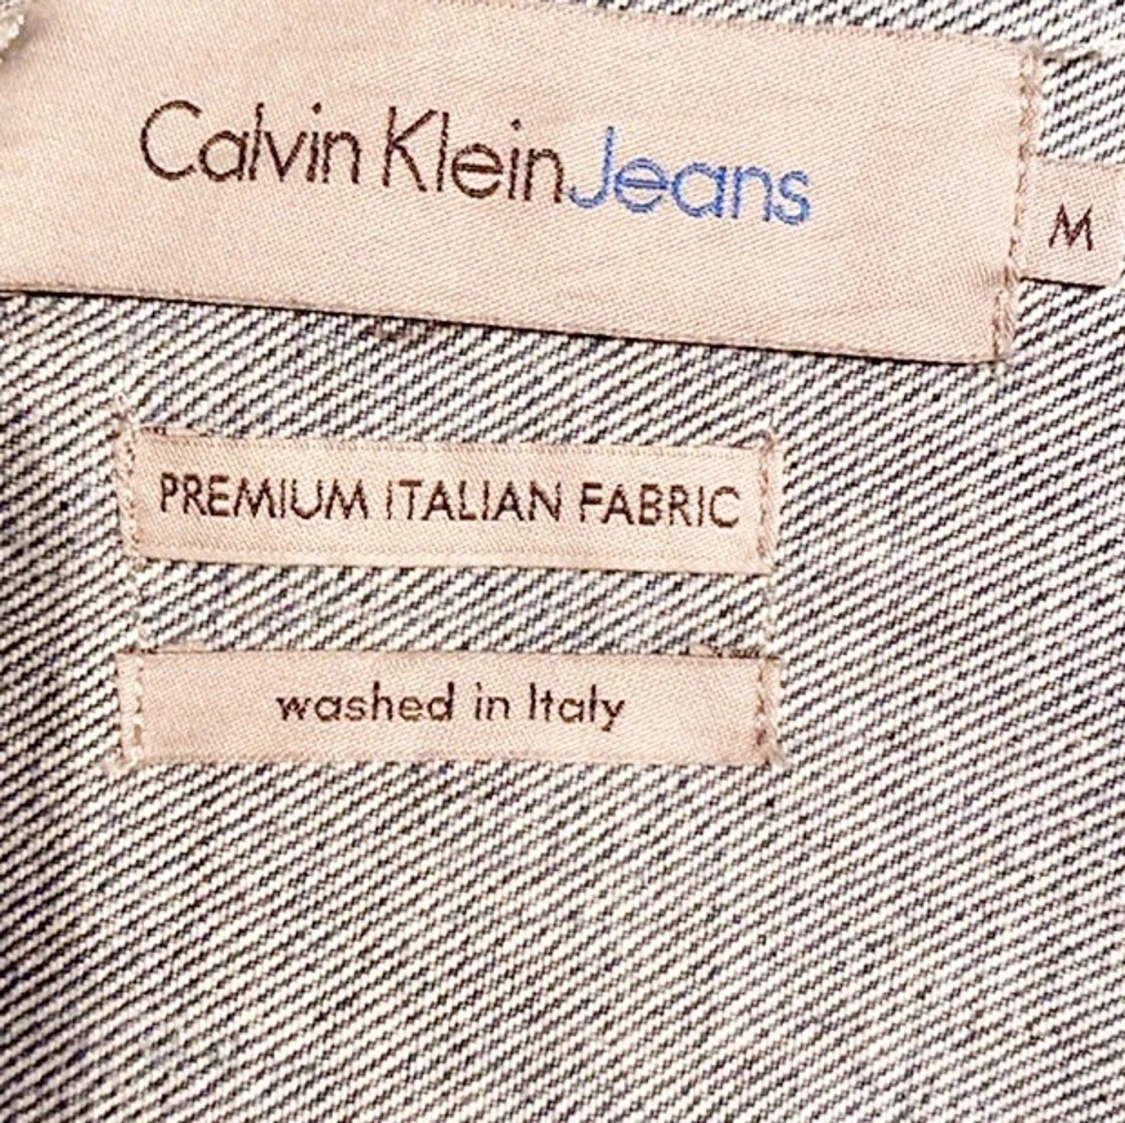 Calvin Klein Jeans
M
PREMIUM ITALIAN FABRIC
washed in Italy